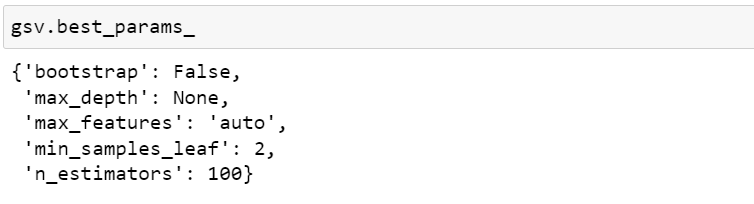 gsv.best_params_
{'bootstrap': False,
'max_depth': None,
'max_features': 'auto',
'min_samples_leaf': 2,
'n_estimators': 100}